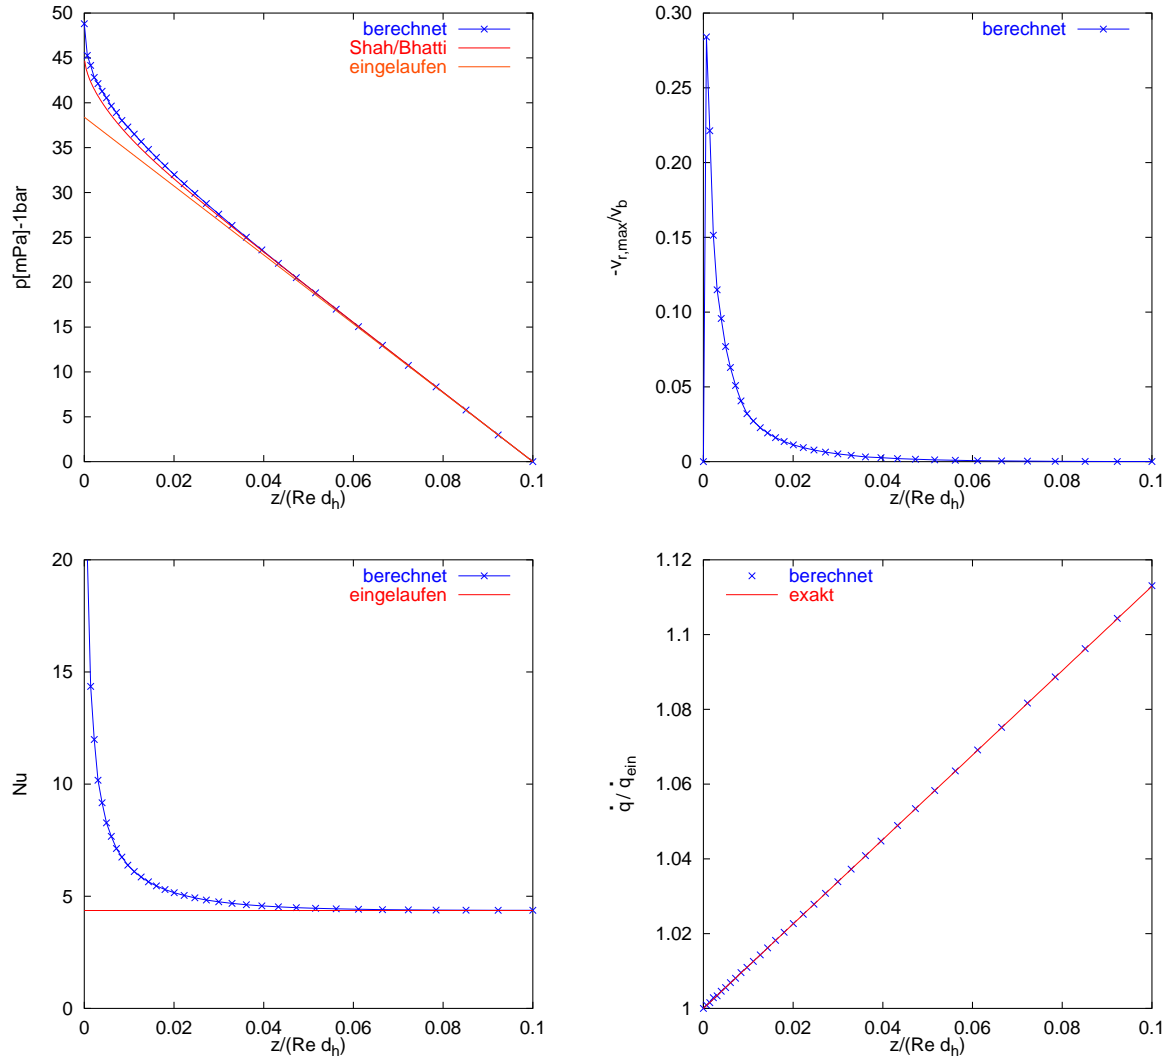 50
45
40
35
30
25
20
15
10
5
0
0 0.02 0.04 0.06 0.08 0.1
p[mPa]-1bar
z/(Re d_h)
berechnet
Shah/Bhatti
eingelaufen
0.30
0.25
0.20
0.15
0.10
0.05
0
0 0.02 0.04 0.06 0.08 0.1
-v_r,max/v_b
z/(Re d_h)
berechnet
20
15
10
5
0
0 0.02 0.04 0.06 0.08 0.1
Nu
z/(Re d_h)
berechnet
eingelaufen
1.12
1.1
1.08
1.06
1.04
1.02
1
0 0.02 0.04 0.06 0.08 0.1
q̇ / q̇_ein
z/(Re d_h)
berechnet
exakt